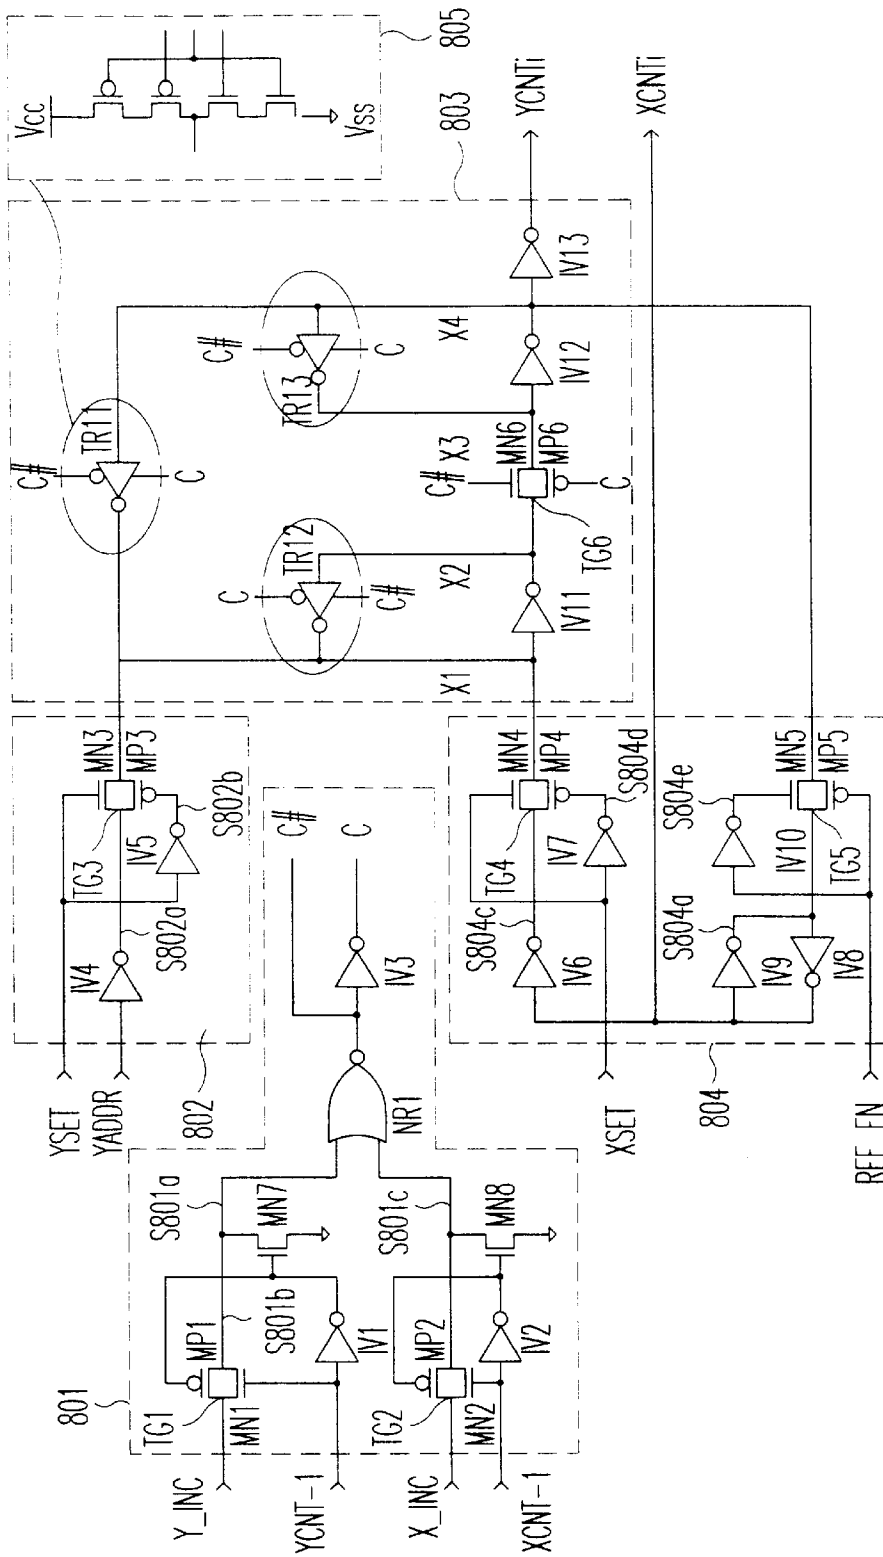 Vcc
Vss
805
803
YCNTi
XCNTi
C#
TR11
C
C#
TR13
C
X4
IV13
IV12
C
TR12
C#
X2
X3
C#
MN6
MP6
C
TG6
IV11
X1
YSET
YADDR
802
IV4
S802a
TG3
IV5
MN3
MP3
S802b
C#
C
IV3
NR1
801
Y_INC
YCNT-1
X_INC
XCNT-1
TG1
MN1
MP1
S801a
S801b
MN7
IV1
TG2
MN2
MP2
S801c
MN8
IV2
XSET
REF_EN
804
S804c
IV6
TG4
IV7
MN4
MP4
S804d
S804a
IV9
IV8
S804e
IV10
TG5
MN5
MP5